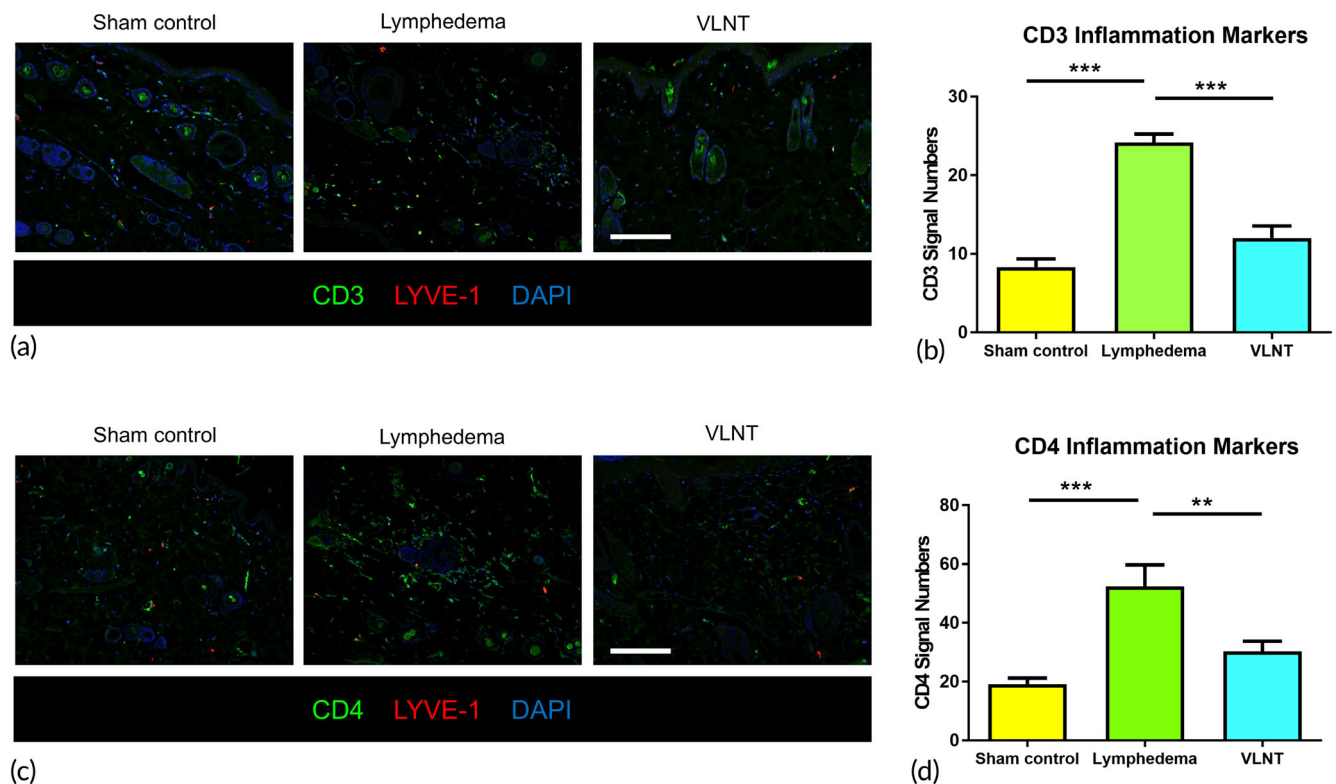 Sham control Lymphedema VLNT
CD3 LYVE-1 DAPI
(a)
CD3 Inflammation Markers
*** ***
CD3 Signal Numbers
30
20
10
0
Sham control Lymphedema VLNT
(b)
Sham control Lymphedema VLNT
CD4 LYVE-1 DAPI
(c)
CD4 Inflammation Markers
*** **
CD4 Signal Numbers
80
60
40
20
0
Sham control Lymphedema VLNT
(d)